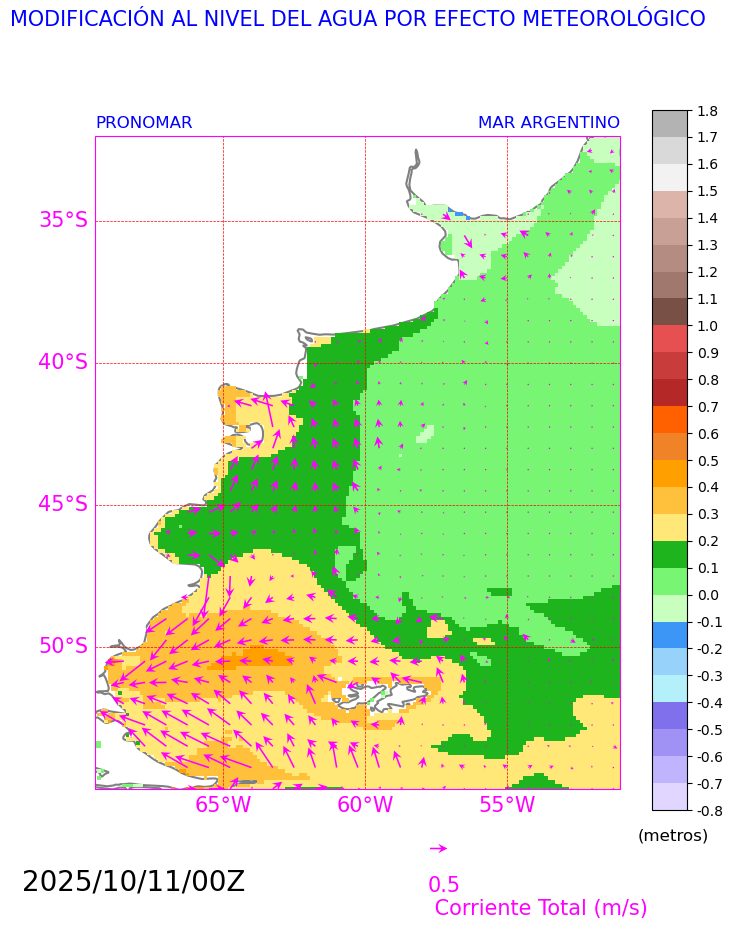 MODIFICACIÓN AL NIVEL DEL AGUA POR EFECTO METEOROLÓGICO
PRONOMAR
MAR ARGENTINO
35°S
40°S
45°S
50°S
65°W
60°W
55°W
1.8
1.7
1.6
1.5
1.4
1.3
1.2
1.1
1.0
0.9
0.8
0.7
0.6
0.5
0.4
0.3
0.2
0.1
0.0
-0.1
-0.2
-0.3
-0.4
-0.5
-0.6
-0.7
-0.8
(metros)
2025/10/11/00Z
0.5
Corriente Total (m/s)